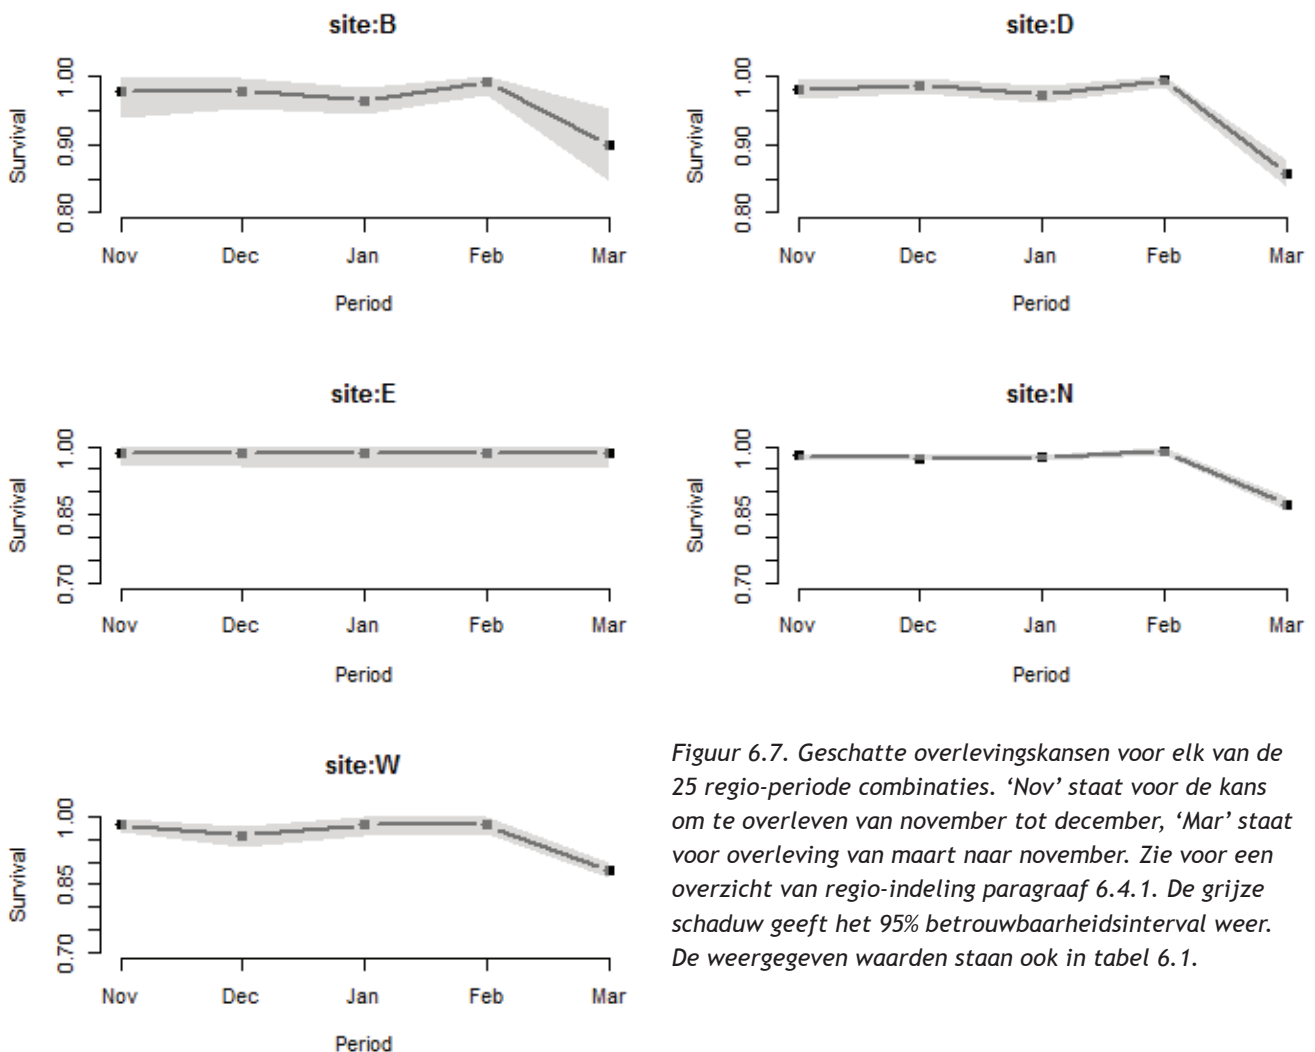 site:B
1.00
0.90
0.80
Survival
Nov Dec Jan Feb Mar
Period
site:D
1.00
0.90
0.80
Survival
Nov Dec Jan Feb Mar
Period
site:E
1.00
0.85
0.70
Survival
Nov Dec Jan Feb Mar
Period
site:N
1.00
0.85
0.70
Survival
Nov Dec Jan Feb Mar
Period
site:W
1.00
0.85
0.70
Survival
Nov Dec Jan Feb Mar
Period
Figuur 6.7. Geschatte overlevingskansen voor elk van de
25 regio-periode combinaties. ‘Nov’ staat voor de kans
om te overleven van november tot december, ‘Mar’ staat
voor overleving van maart naar november. Zie voor een
overzicht van regio-indeling paragraaf 6.4.1. De grijze
schaduw geeft het 95% betrouwbaarheidsinterval weer.
De weergegeven waarden staan ook in tabel 6.1.